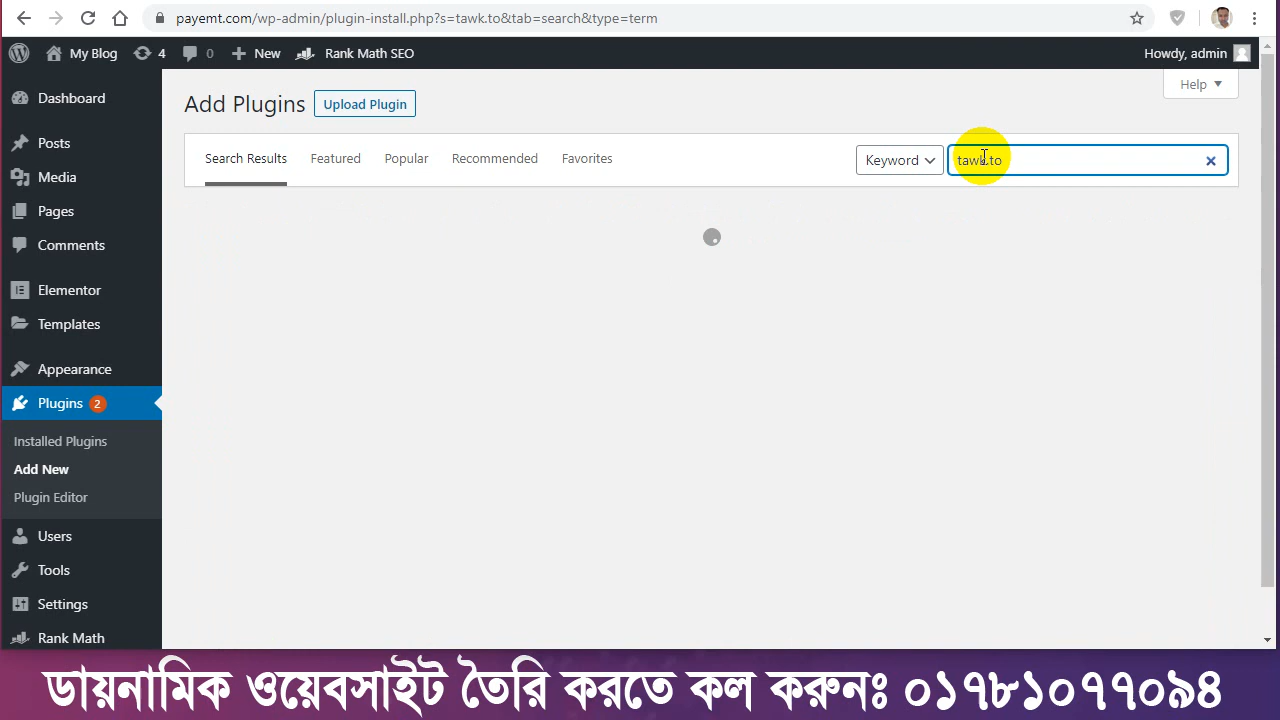 payemt.com/wp-admin/plugin-install.php?s=tawk.to&tab=search&type=term
My Blog 4 0 New Rank Math SEO Howdy, admin
Help
Add Plugins Upload Plugin
Search Results Featured Popular Recommended Favorites Keyword tawk.to
Dashboard
Posts
Media
Pages
Comments
Elementor
Templates
Appearance
Plugins 2
Installed Plugins
Add New
Plugin Editor
Users
Tools
Settings
Rank Math
ডায়নামিক ওয়েবসাইট তৈরি করতে কল করুনঃ ০১৭৮১০৭৭০৯৪